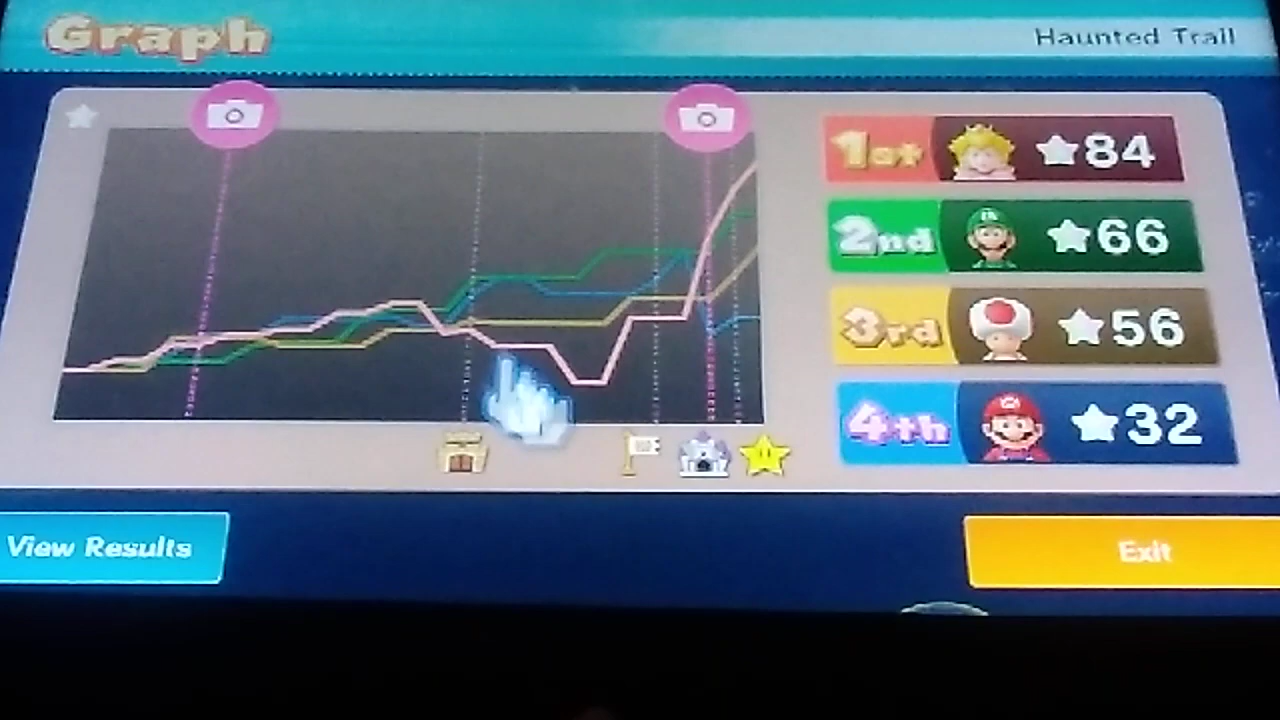 Graph
Haunted Trail
1st 84
2nd 66
3rd 56
4th 32
View Results
Exit